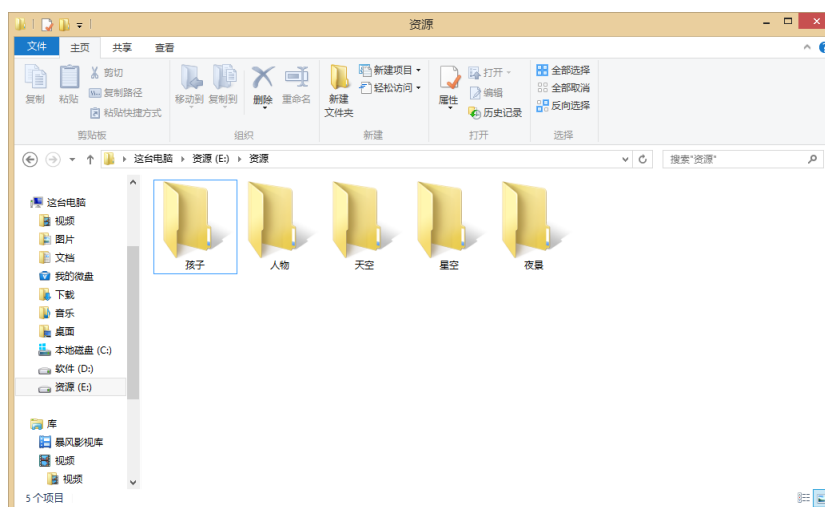 资源
文件 主页 共享 查看
复制
粘贴
剪切
复制路径
粘贴快捷方式
剪贴板
移动到
复制到
删除
重命名
组织
新建
文件夹
新建项目
轻松访问
新建
属性
打开
编辑
历史记录
打开
全部选择
全部取消
反向选择
选择
这台电脑 资源 (E:) 资源
搜索"资源"
这台电脑
视频
图片
文档
我的微盘
下载
音乐
桌面
本地磁盘 (C:)
软件 (D:)
资源 (E:)
库
暴风影视库
视频
视频
孩子
人物
天空
星空
夜景
5 个项目